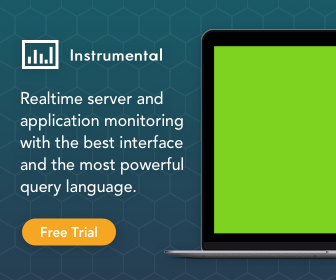 Instrumental
Realtime server and
application monitoring
with the best interface
and the most powerful
query language.
Free Trial